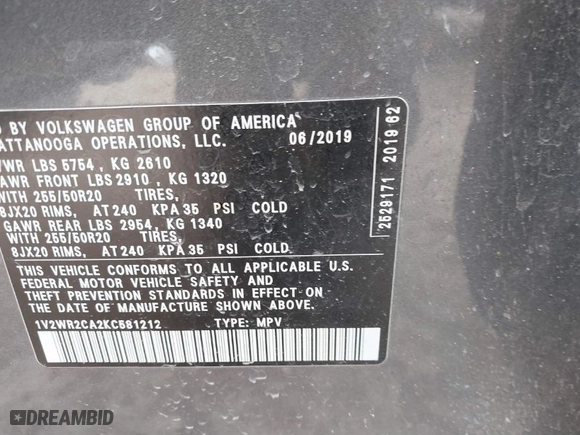 D BY VOLKSWAGEN GROUP OF AMERICA
ATTANOOGA OPERATIONS, LLC. 06/2019
VWR LBS 5754, KG 2610
AWR FRONT LBS 2910, KG 1320
WITH 255/50R20 TIRES,
8JX20 RIMS, AT 240 KPA 35 PSI COLD
GAWR REAR LBS 2954, KG 1340
WITH 255/50R20 TIRES,
8JX20 RIMS, AT 240 KPA 35 PSI COLD.
THIS VEHICLE CONFORMS TO ALL APPLICABLE U.S.
FEDERAL MOTOR VEHICLE SAFETY AND
THEFT PREVENTION STANDARDS IN EFFECT ON
THE DATE OF MANUFACTURE SHOWN ABOVE.
1V2WR2CA2KC581212 TYPE: MPV
2529171 2019 62
DREAMBID